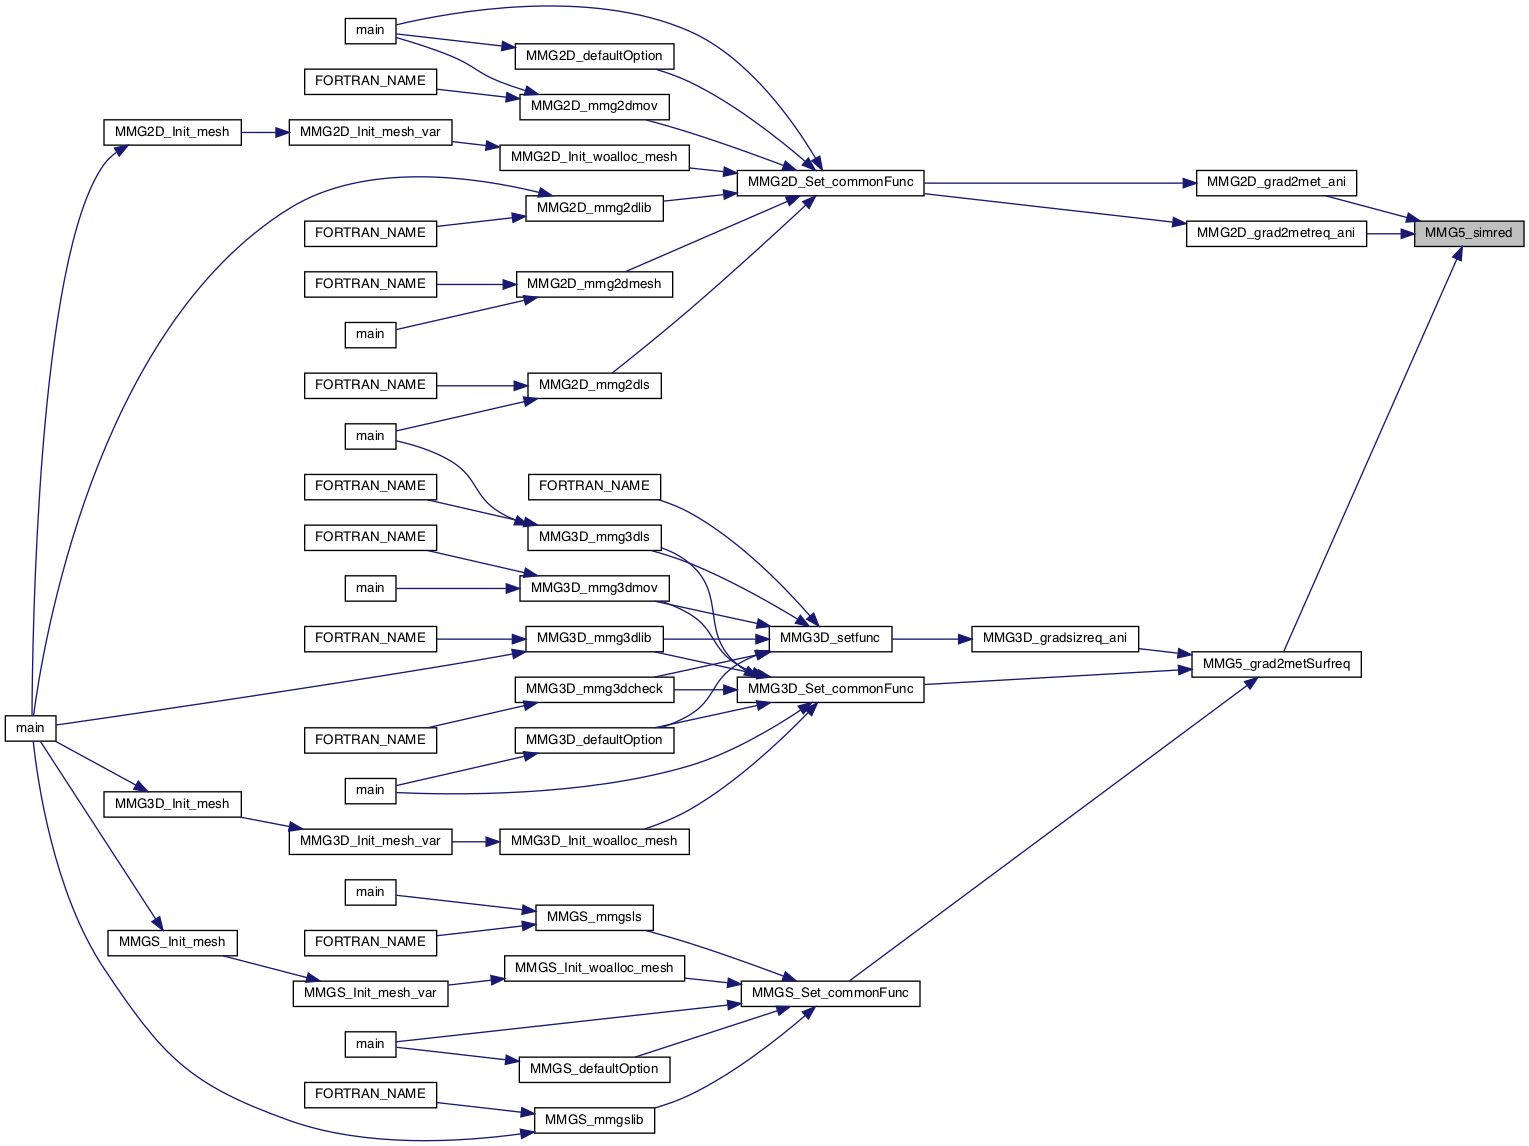 main
MMG2D_defaultOption
FORTRAN_NAME
MMG2D_mmg2dmov
MMG2D_Init_mesh
MMG2D_Init_mesh_var
MMG2D_Init_woalloc_mesh
MMG2D_Set_commonFunc
MMG2D_grad2met_ani
MMG2D_mmg2dlib
FORTRAN_NAME
MMG2D_grad2metreq_ani
MMG5_simred
FORTRAN_NAME
MMG2D_mmg2dmesh
main
FORTRAN_NAME
MMG2D_mmg2dls
main
FORTRAN_NAME
FORTRAN_NAME
FORTRAN_NAME
MMG3D_mmg3dls
main
MMG3D_mmg3dmov
FORTRAN_NAME
MMG3D_mmg3dlib
MMG3D_setfunc
MMG3D_gradsizreq_ani
MMG5_grad2metSurfreq
MMG3D_mmg3dcheck
MMG3D_Set_commonFunc
main
FORTRAN_NAME
MMG3D_defaultOption
main
MMG3D_Init_mesh
MMG3D_Init_mesh_var
MMG3D_Init_woalloc_mesh
main
MMGS_mmgsls
MMGS_Init_mesh
FORTRAN_NAME
MMGS_Init_woalloc_mesh
MMGS_Init_mesh_var
MMGS_Set_commonFunc
main
MMGS_defaultOption
FORTRAN_NAME
MMGS_mmgslib